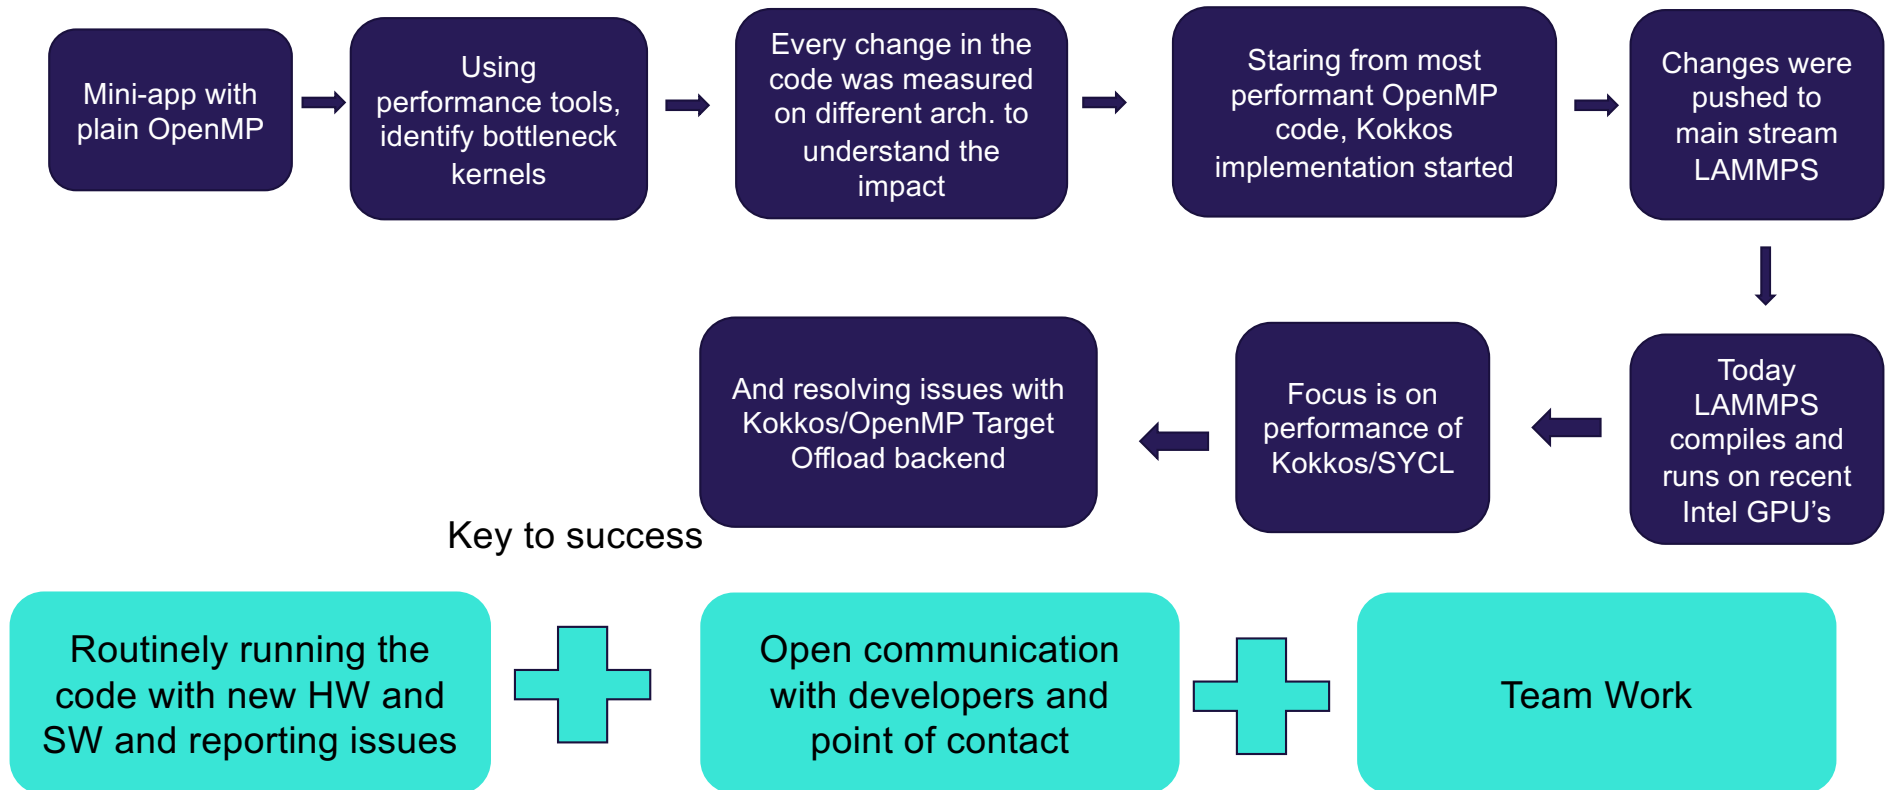 Mini-app with
plain OpenMP
Using
performance tools,
identify bottleneck
kernels
Every change in the
code was measured
on different arch. to
understand the
impact
Staring from most
performant OpenMP
code, Kokkos
implementation started
Changes were
pushed to
main stream
LAMMPS
Today
LAMMPS
compiles and
runs on recent
Intel GPU's
Focus is on
performance of
Kokkos/SYCL
And resolving issues with
Kokkos/OpenMP Target
Offload backend
Key to success
Routinely running the
code with new HW and
SW and reporting issues
Open communication
with developers and
point of contact
Team Work